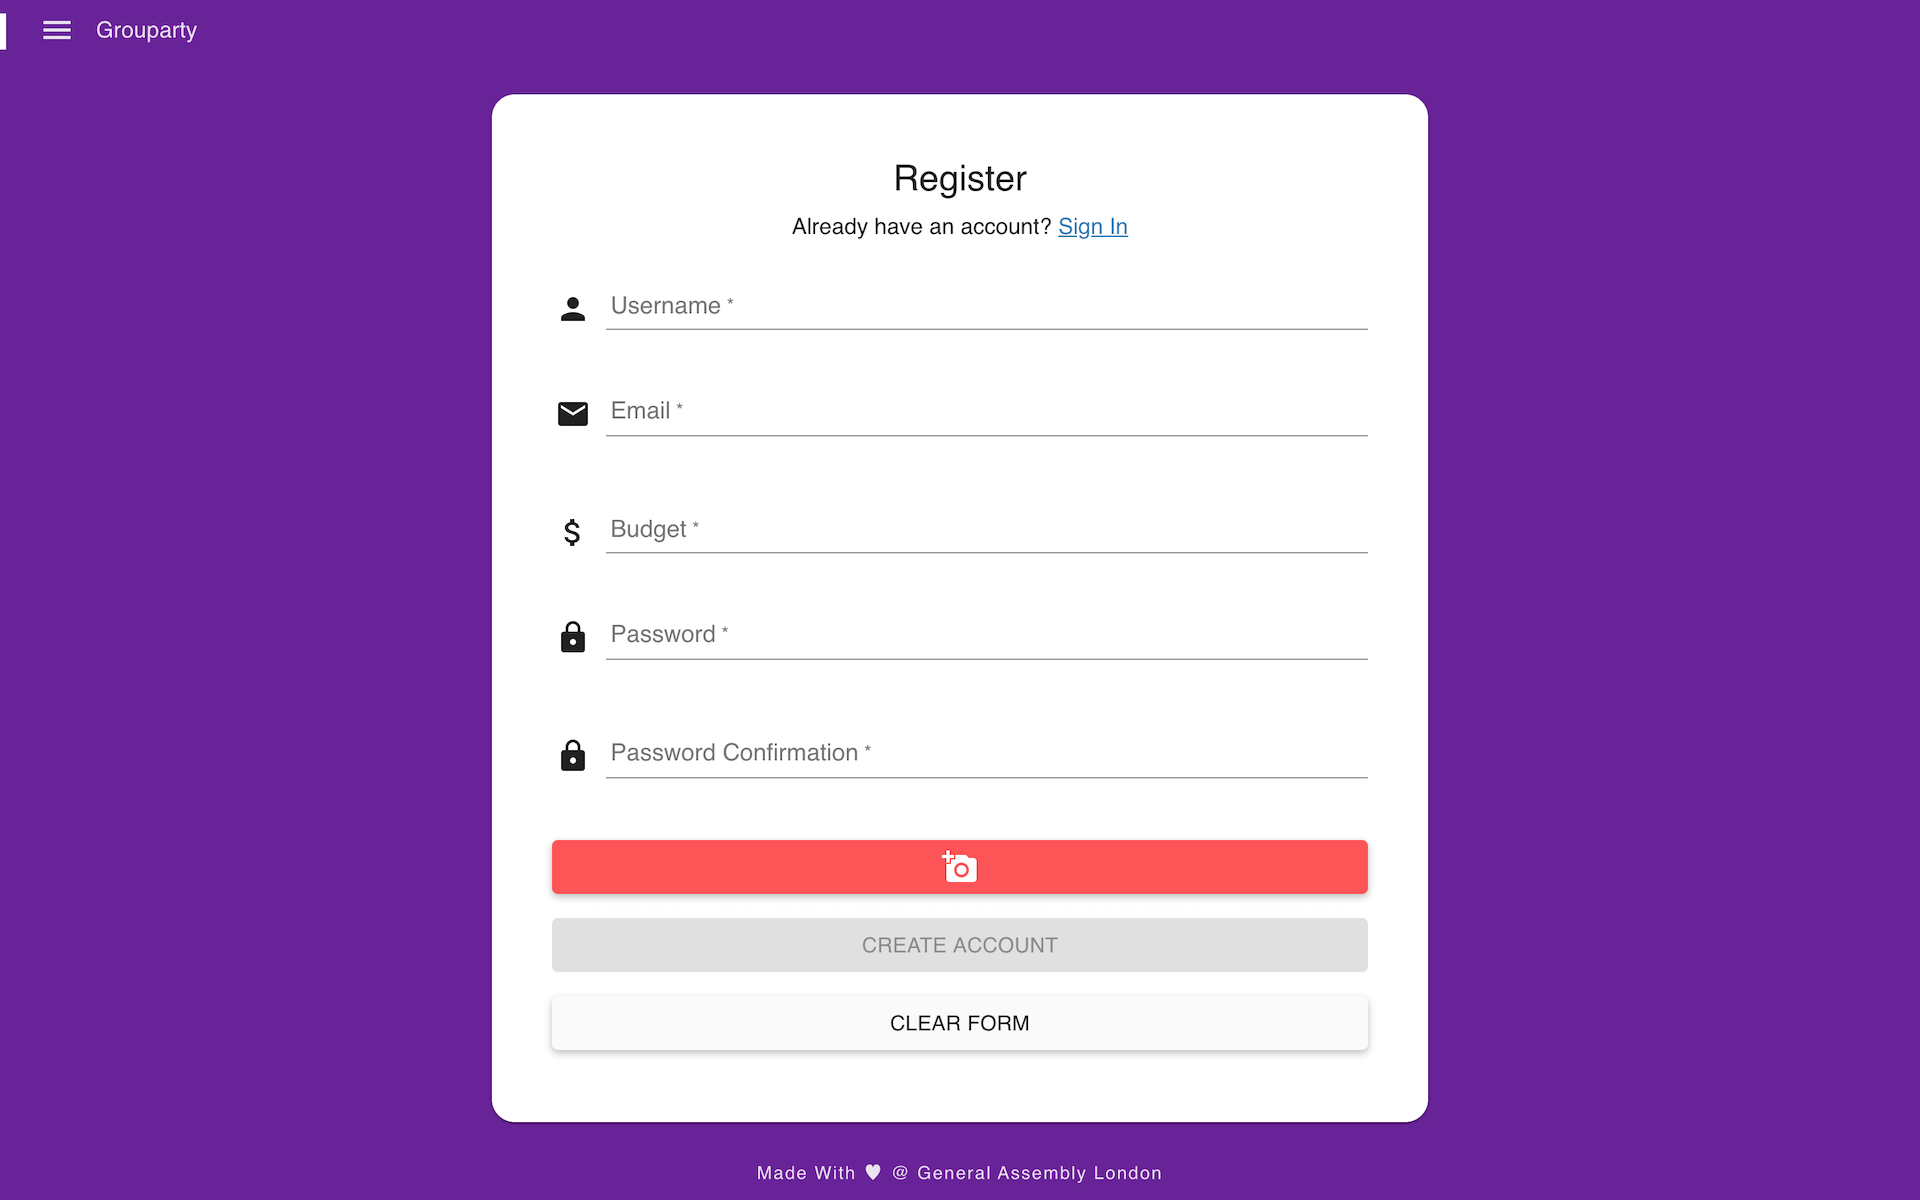 Grouparty
Register
Already have an account? Sign In
Username *
Email *
Budget *
Password *
Password Confirmation *
CREATE ACCOUNT
CLEAR FORM
Made With ♥ @ General Assembly London